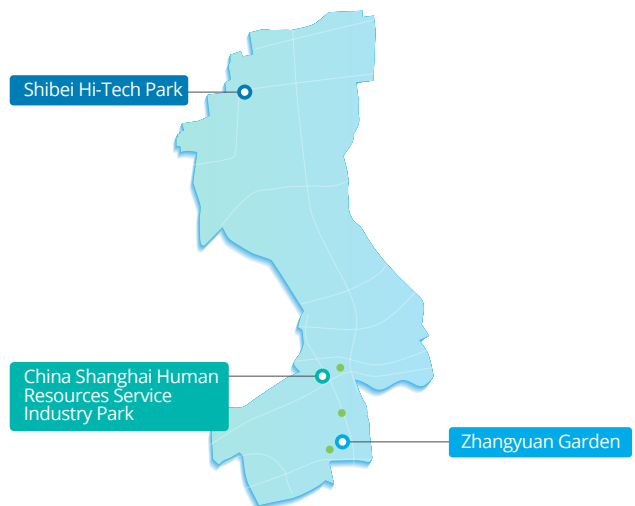 Shibei Hi-Tech Park
China Shanghai Human
Resources Service
Industry Park
Zhangyuan Garden